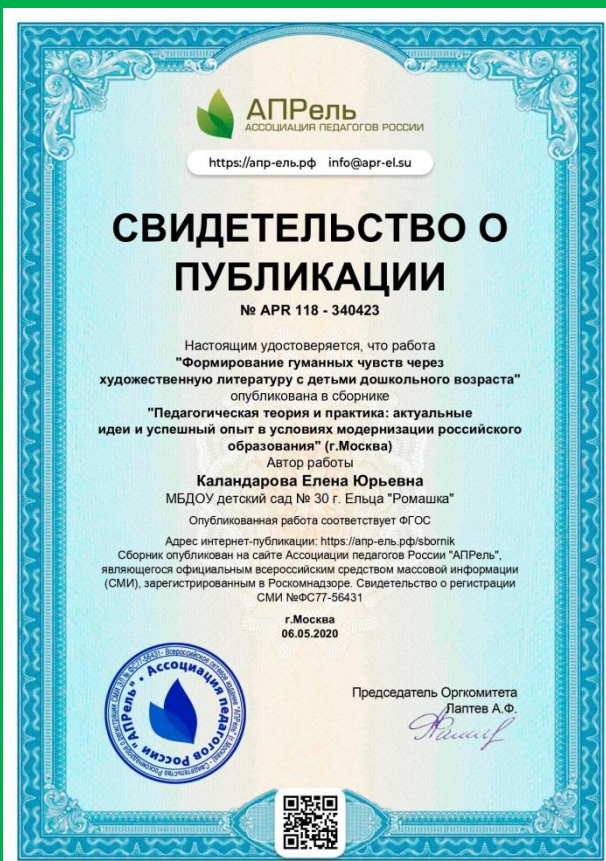 АПРель
АССОЦИАЦИЯ ПЕДАГОГОВ РОССИИ
https://апр-ель.рф info@apr-el.su
СВИДЕТЕЛЬСТВО О
ПУБЛИКАЦИИ
№ APR 118 - 340423
Настоящим удостоверяется, что работа
"Формирование гуманных чувств через
художественную литературу с детьми дошкольного возраста"
опубликована в сборнике
"Педагогическая теория и практика: актуальные
идеи и успешный опыт в условиях модернизации российского
образования" (г.Москва)
Автор работы
Каландарова Елена Юрьевна
МБДОУ детский сад № 30 г. Ельца "Ромашка"
Опубликованная работа соответствует ФГОС
Адрес интернет-публикации: https://апр-ель.рф/sbornik
Сборник опубликован на сайте Ассоциации педагогов России "АПРель",
являющегося официальным всероссийским средством массовой информации
(СМИ), зарегистрированным в Роскомнадзоре. Свидетельство о регистрации
СМИ №ФС77-56431
г.Москва
06.05.2020
Председатель Оргкомитета
Лаптев А.Ф.
Ассоциация педагогов России "АПРель"